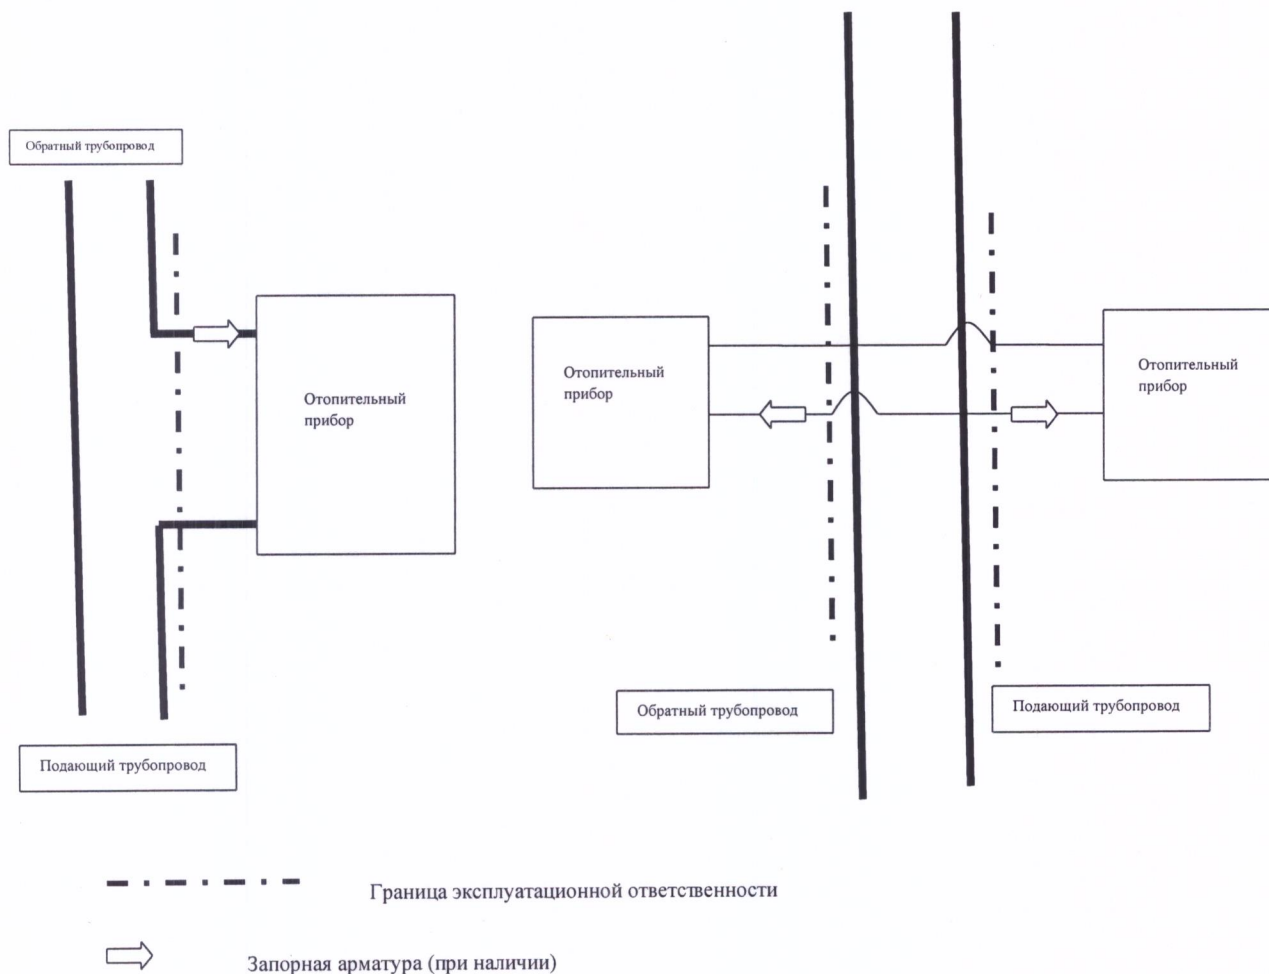 Обратный трубопровод
Отопительный
прибор
Подающий трубопровод
Отопительный
прибор
Отопительный
прибор
Обратный трубопровод
Подающий трубопровод
Граница эксплуатационной ответственности
Запорная арматура (при наличии)